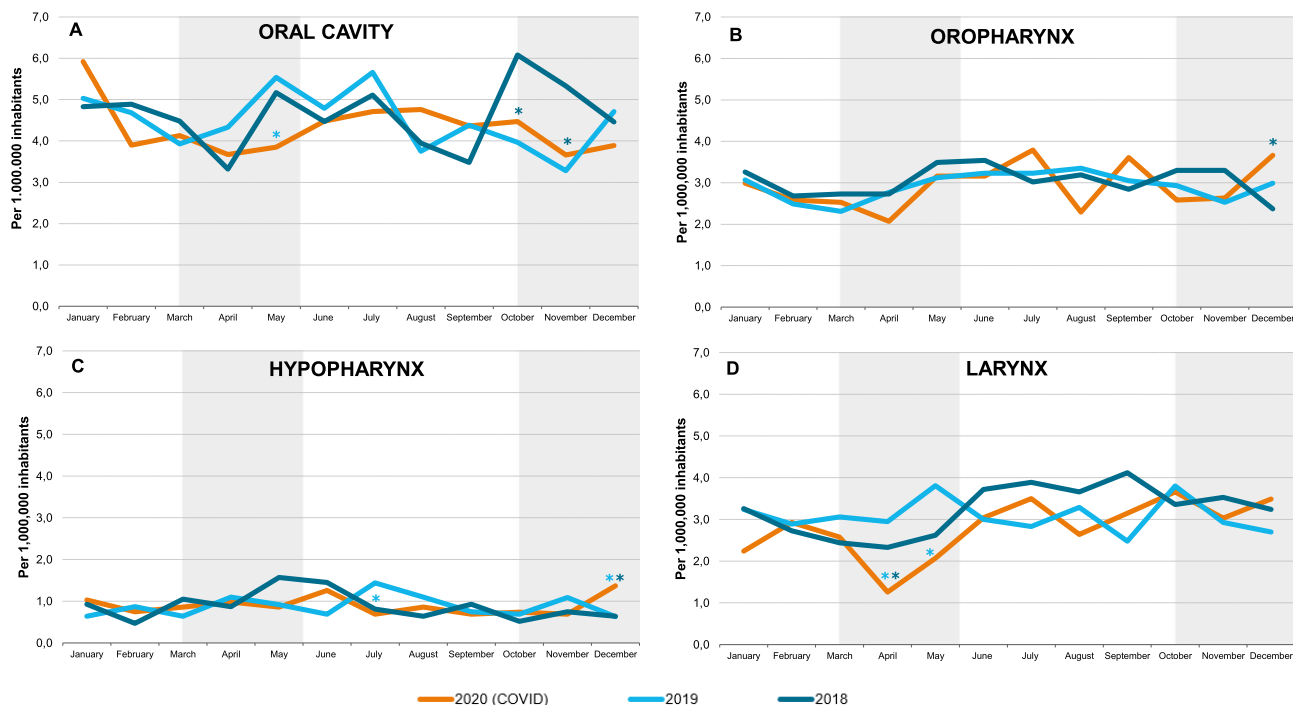 A
ORAL CAVITY
Per 1.000.000 inhabitants
7,0
6,0
5,0
4,0
3,0
2,0
1,0
0,0
January February March April May June July August September October November December
*
*
*
B
OROPHARYNX
Per 1,000,000 inhabitants
7,0
6,0
5,0
4,0
3,0
2,0
1,0
0,0
January February March April May June July August September October November December
*
C
HYPOPHARYNX
Per 1,000,000 inhabitants
7,0
6,0
5,0
4,0
3,0
2,0
1,0
0,0
January February March April May June July August September October November December
*
**
D
LARYNX
Per 1,000,000 inhabitants
7,0
6,0
5,0
4,0
3,0
2,0
1,0
0,0
January February March April May June July August September October November December
**
*
2020 (COVID) 2019 2018